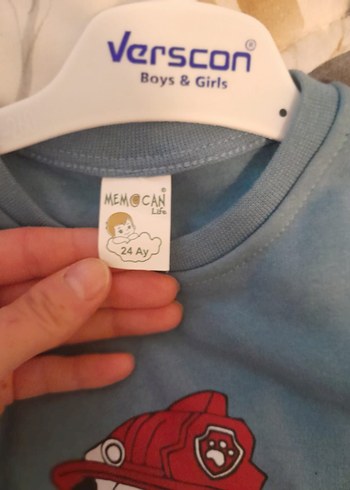 Verscon®
Boys & Girls
MEMOCAN®
Life
24 Ay